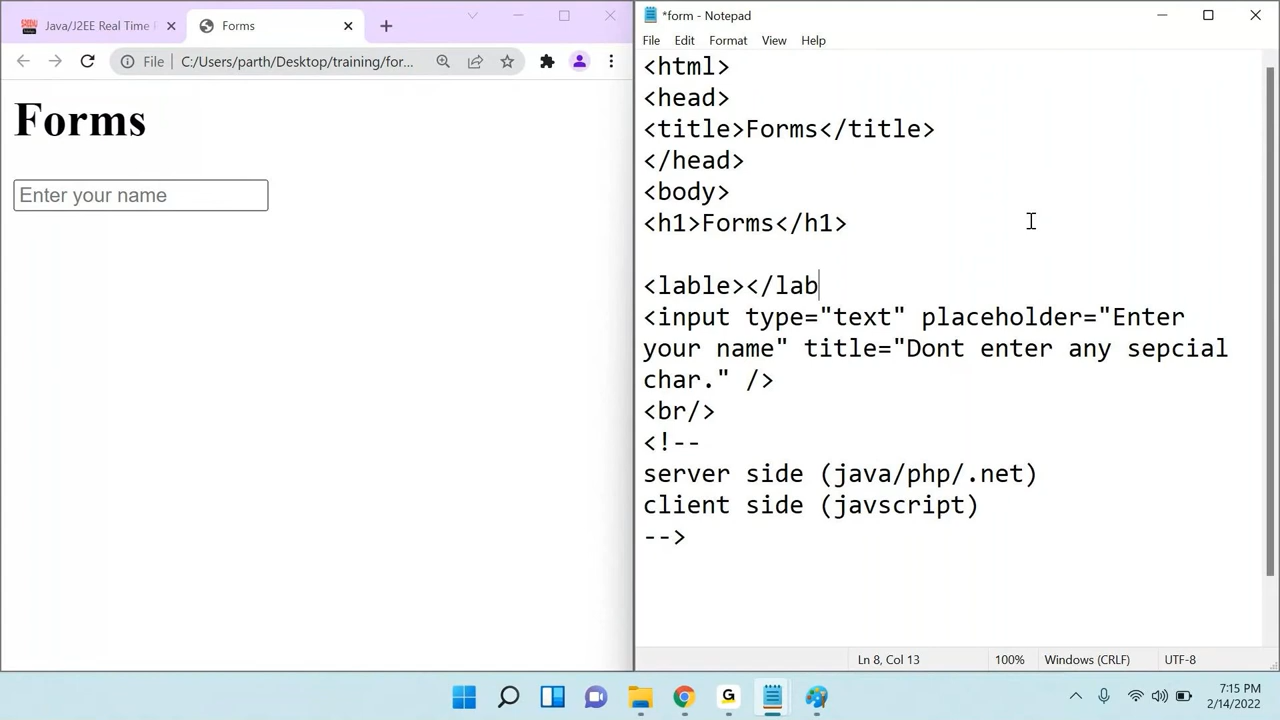 Java/J2EE Real Time
Forms
File C:/Users/parth/Desktop/training/for...
Forms
Enter your name
*form - Notepad
File Edit Format View Help
<html>
<head>
<title>Forms</title>
</head>
<body>
<h1>Forms</h1>
<lable></lab
<input type="text" placeholder="Enter
your name" title="Dont enter any sepcial
char." />
<br/>
<!--
server side (java/php/.net)
client side (javscript)
-->
Ln 8, Col 13 100% Windows (CRLF) UTF-8
G
7:15 PM
2/14/2022